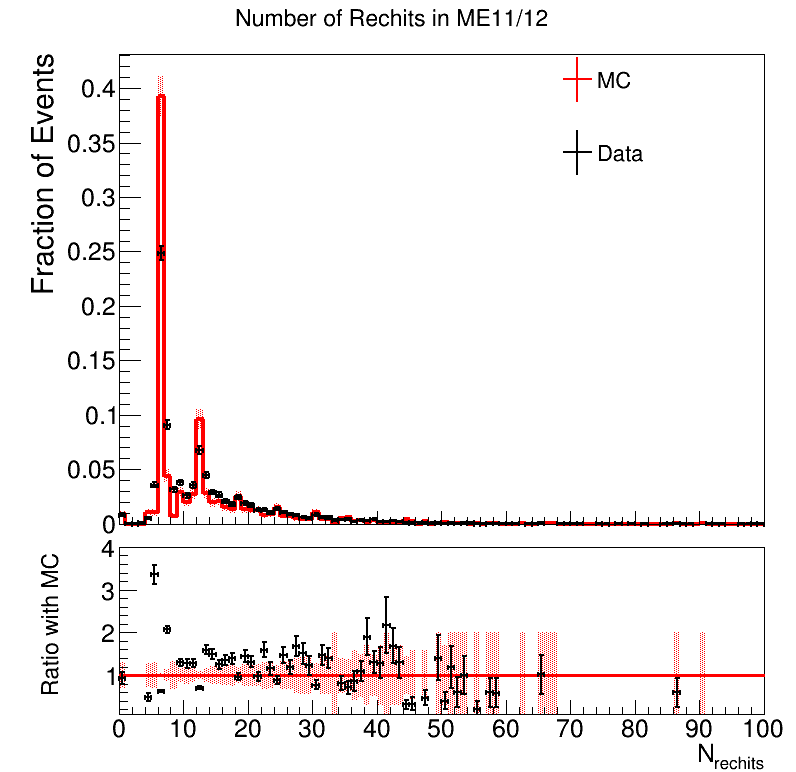 Number of Rechits in ME11/12
Fraction of Events
MC
Data
0.4
0.35
0.3
0.25
0.2
0.15
0.1
0.05
0
Ratio with MC
4
3
2
1
0 10 20 30 40 50 60 70 80 90 100
Nrechits